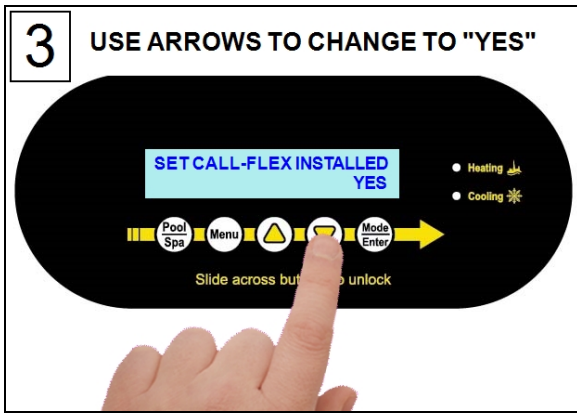 3
USE ARROWS TO CHANGE TO "YES"
SET CALL-FLEX INSTALLED
YES
Heating
Cooling
Pool
Spa
Menu
Mode
Enter
Slide across unlock